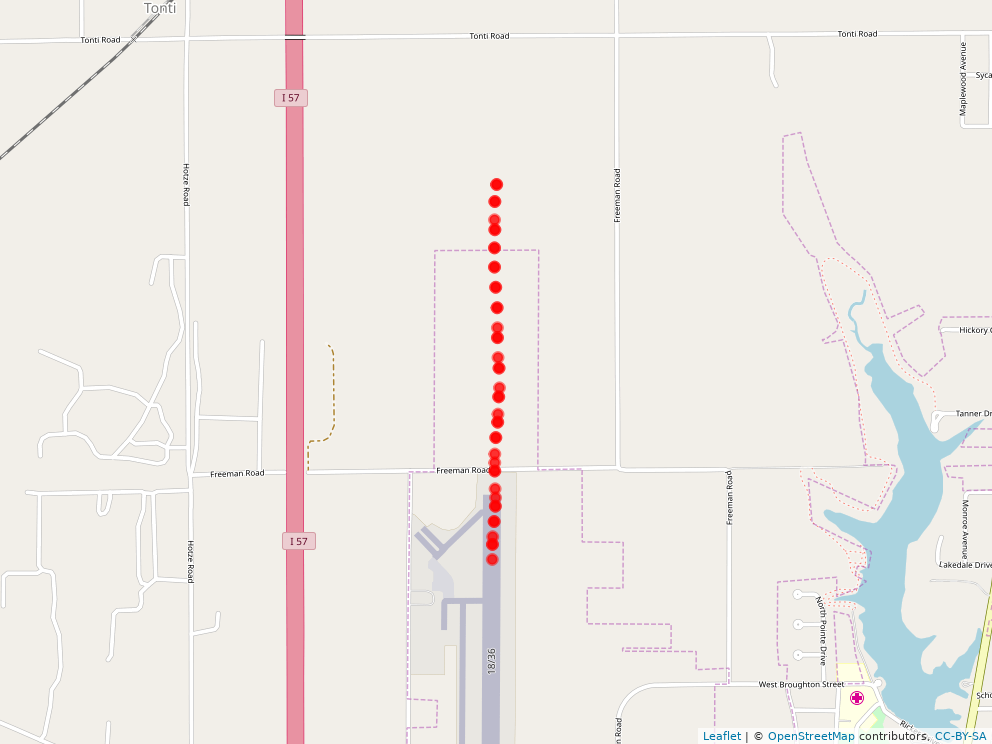 Tonti
Tonti Road
Tonti Road
Tonti Road
Maplewood Avenue
Syca
I 57
Hotze Road
Freeman Road
Hickory C
Tanner Dr
Freeman Road
Freeman Road
Freeman Road
Monroe Avenue
I 57
Hotze Road
Lakedale Drive
North Pointe Drive
18/36
West Broughton Street
Scho
n Road
Rich
Leaflet | © OpenStreetMap contributors, CC-BY-SA